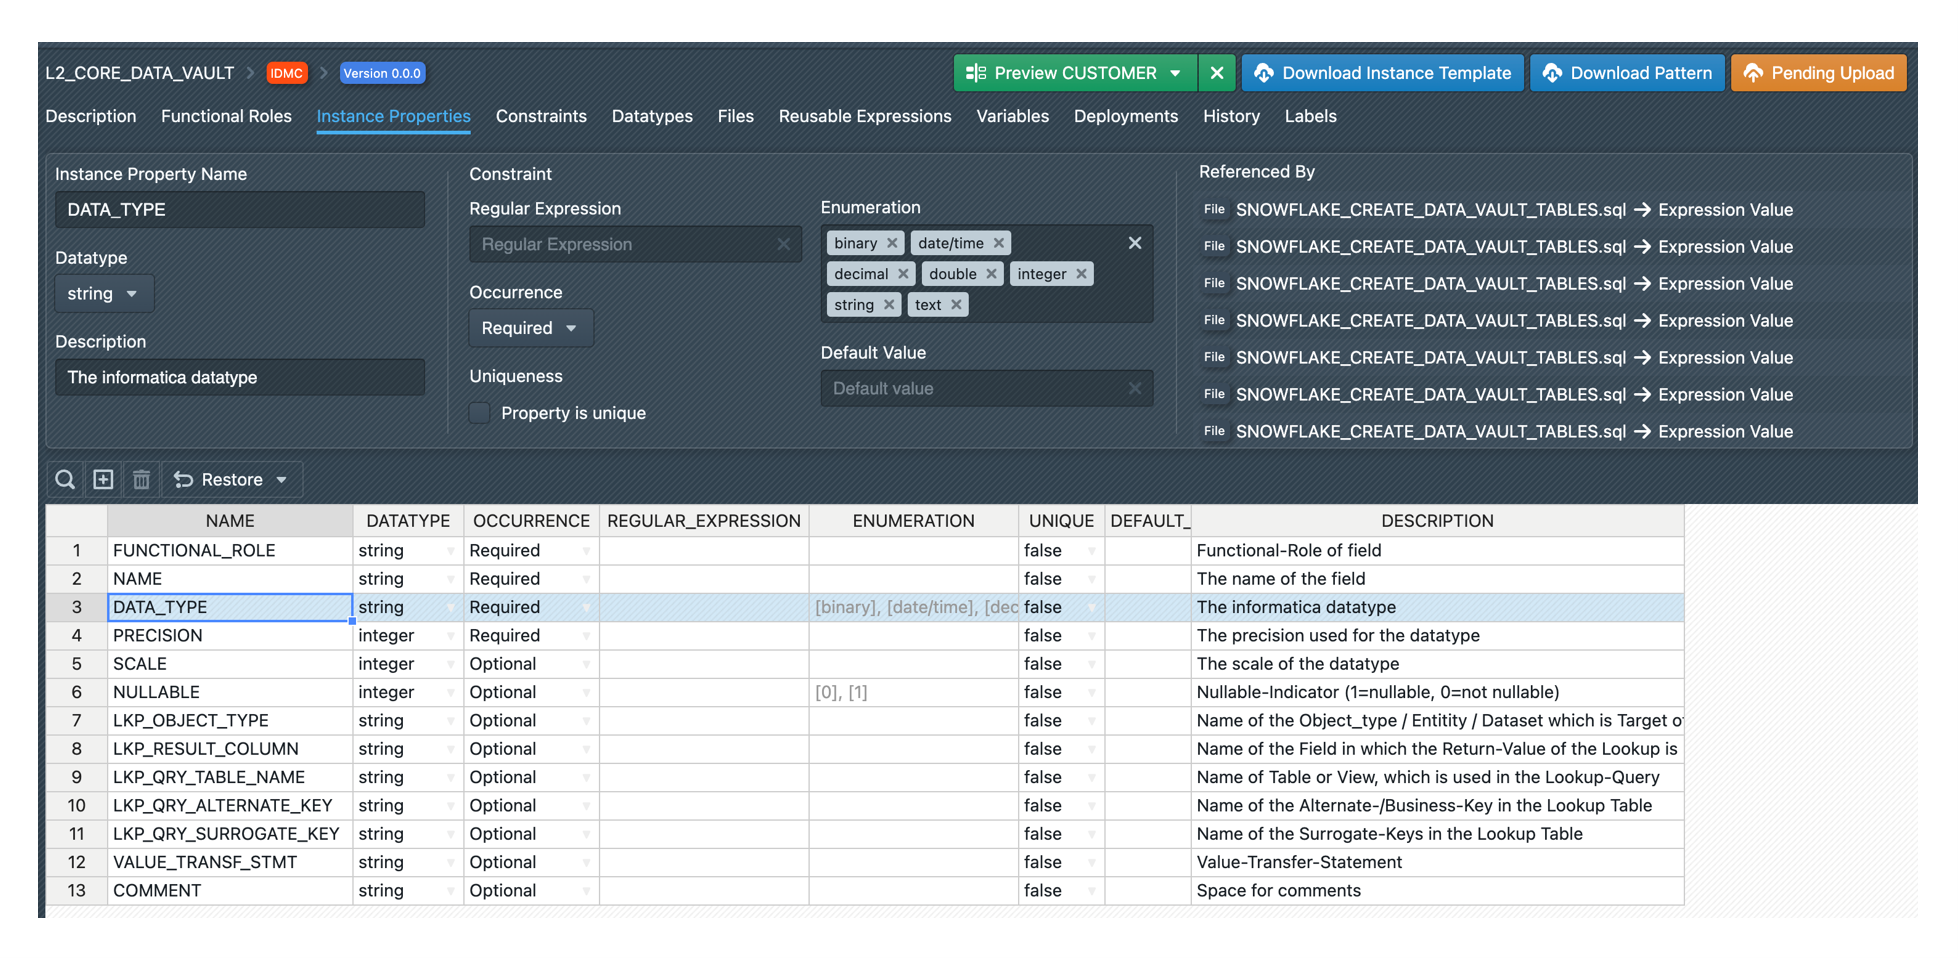 L2_CORE_DATA_VAULT > IDMC > Version 0.0.0 Preview CUSTOMER Download Instance Template Download Pattern Pending Upload
Description Functional Roles Instance Properties Constraints Datatypes Files Reusable Expressions Variables Deployments History Labels
Instance Property Name
DATA_TYPE
Datatype
string
Description
The informatica datatype
Constraint
Regular Expression
Regular Expression
Occurrence
Required
Uniqueness
Property is unique
Enumeration
binary date/time
decimal double integer
string text
Default Value
Default value
Referenced By
File SNOWFLAKE_CREATE_DATA_VAULT_TABLES.sql → Expression Value
File SNOWFLAKE_CREATE_DATA_VAULT_TABLES.sql → Expression Value
File SNOWFLAKE_CREATE_DATA_VAULT_TABLES.sql → Expression Value
File SNOWFLAKE_CREATE_DATA_VAULT_TABLES.sql → Expression Value
File SNOWFLAKE_CREATE_DATA_VAULT_TABLES.sql → Expression Value
File SNOWFLAKE_CREATE_DATA_VAULT_TABLES.sql → Expression Value
File SNOWFLAKE_CREATE_DATA_VAULT_TABLES.sql → Expression Value
Restore
NAME DATATYPE OCCURRENCE REGULAR_EXPRESSION ENUMERATION UNIQUE DEFAULT_ DESCRIPTION
1 FUNCTIONAL_ROLE string Required false Functional-Role of field
2 NAME string Required false The name of the field
3 DATA_TYPE string Required [binary], [date/time], [dec false The informatica datatype
4 PRECISION integer Required false The precision used for the datatype
5 SCALE integer Optional false The scale of the datatype
6 NULLABLE integer Optional [0], [1] false Nullable-Indicator (1=nullable, 0=not nullable)
7 LKP_OBJECT_TYPE string Optional false Name of the Object_type / Entitity / Dataset which is Target of
8 LKP_RESULT_COLUMN string Optional false Name of the Field in which the Return-Value of the Lookup is
9 LKP_QRY_TABLE_NAME string Optional false Name of Table or View, which is used in the Lookup-Query
10 LKP_QRY_ALTERNATE_KEY string Optional false Name of the Alternate-/Business-Key in the Lookup Table
11 LKP_QRY_SURROGATE_KEY string Optional false Name of the Surrogate-Keys in the Lookup Table
12 VALUE_TRANSF_STMT string Optional false Value-Transfer-Statement
13 COMMENT string Optional false Space for comments